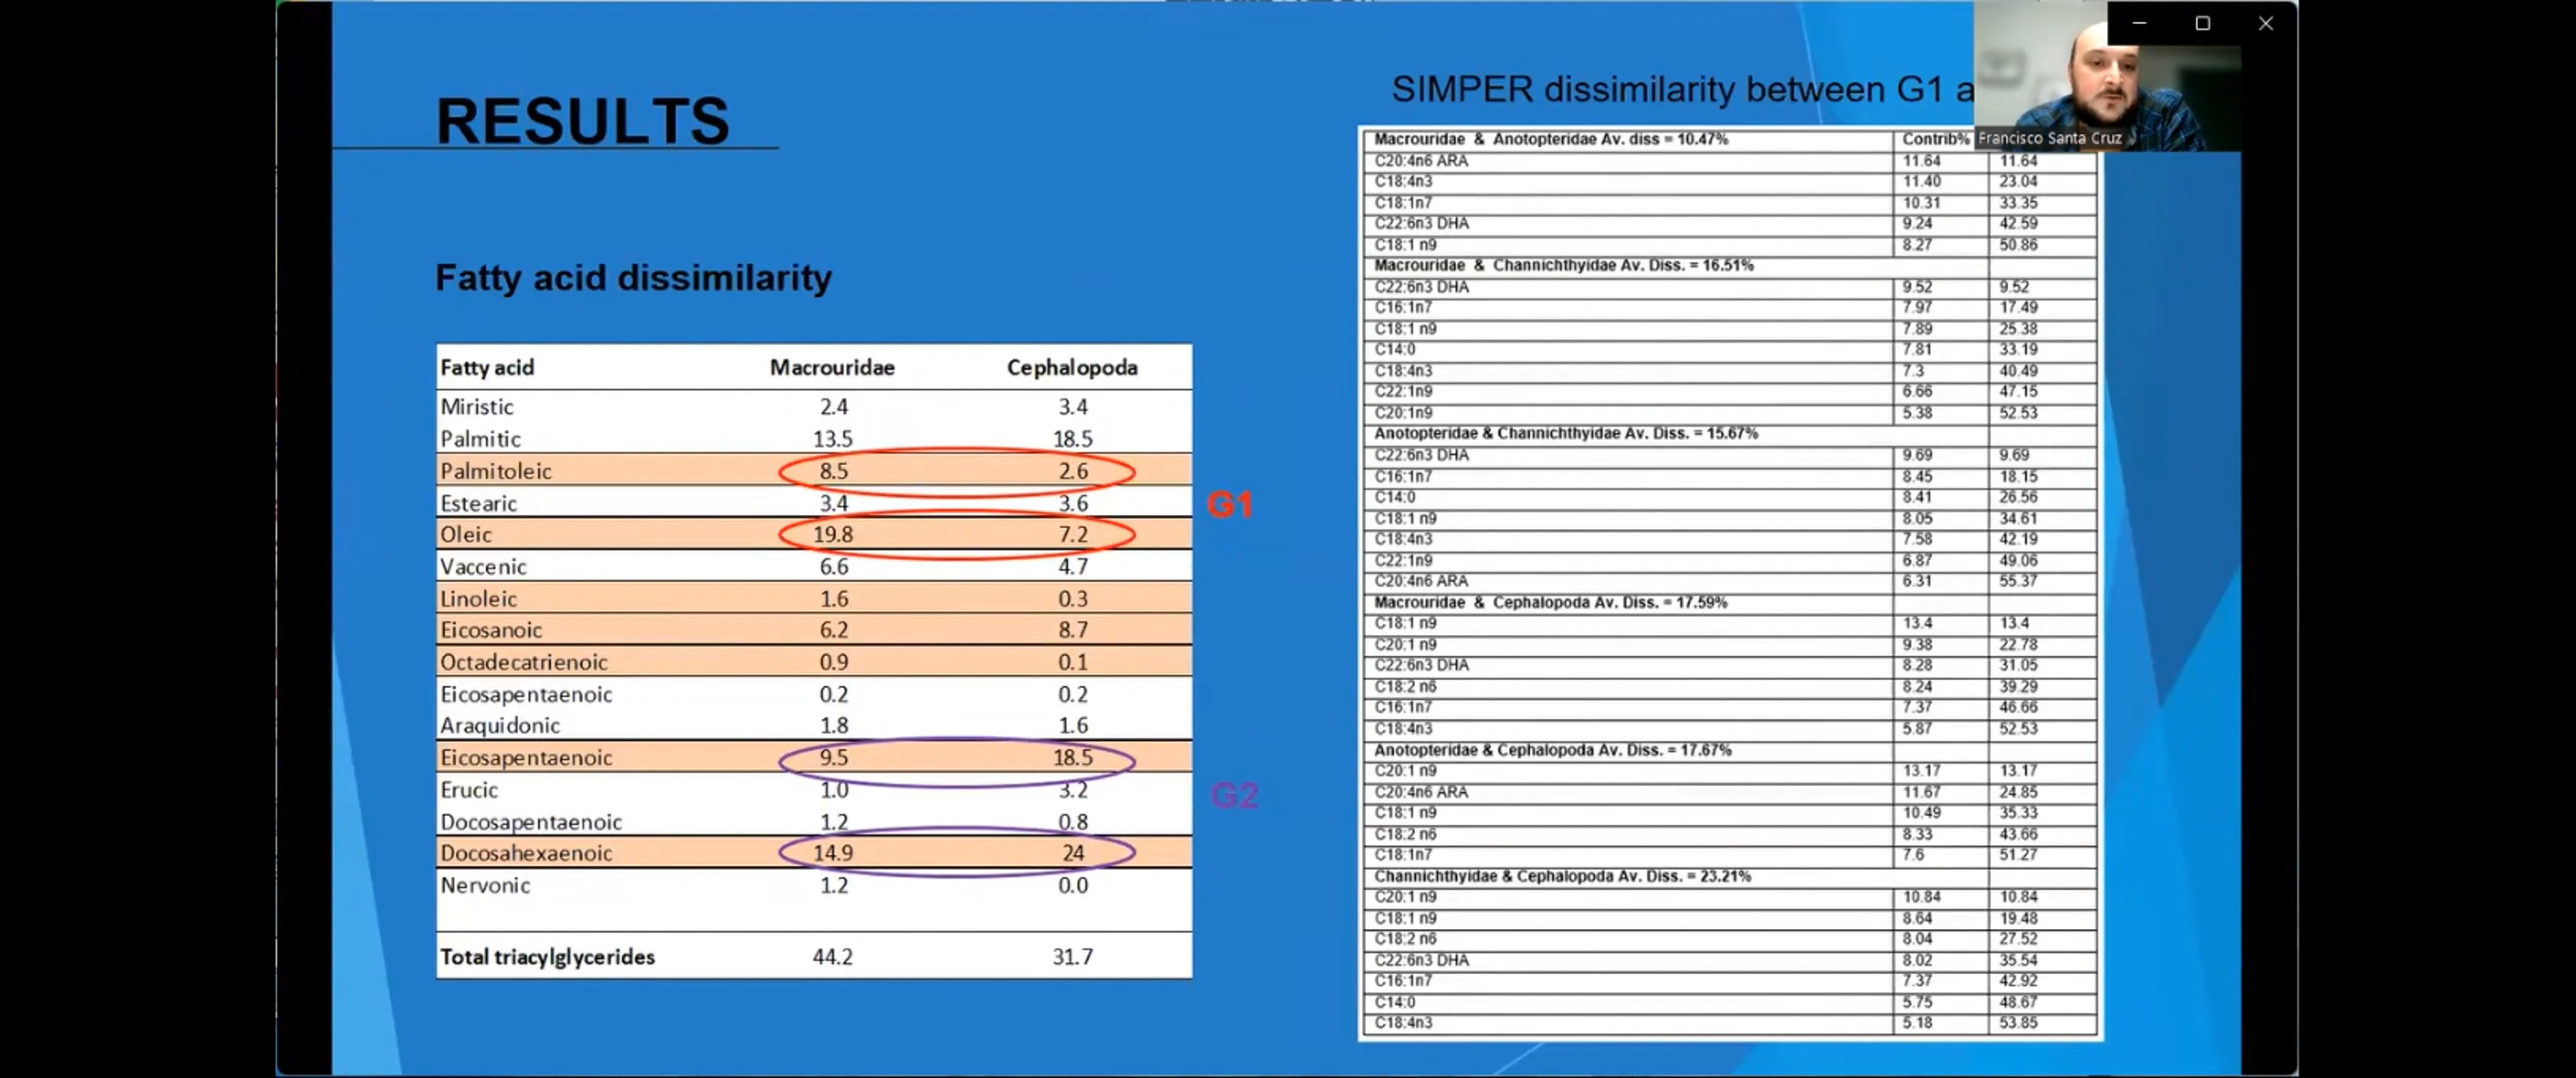 RESULTS
Fatty acid dissimilarity
Fatty acid Macrouridae Cephalopoda
Miristic 2.4 3.4
Palmitic 13.5 18.5
Palmitoleic 8.5 2.6
Estearic 3.4 3.6
Oleic 19.8 7.2
Vaccenic 6.6 4.7
Linoleic 1.6 0.3
Eicosanoic 6.2 8.7
Octadecatrienoic 0.9 0.1
Eicosapentaenoic 0.2 0.2
Araquidonic 1.8 1.6
Eicosapentaenoic 9.5 18.5
Erucic 1.0 3.2
Docosapentaenoic 1.2 0.8
Docosahexaenoic 14.9 24
Nervonic 1.2 0.0
Total triacylglycerides 44.2 31.7
G1
G2
SIMPER dissimilarity between G1 a
Francisco Santa Cruz
Macrouridae & Anotopteridae Av. diss = 10.47% Contrib%
C20:4n6 ARA 11.64 11.64
C18:4n3 11.40 23.04
C18:1n7 10.31 33.35
C22:6n3 DHA 9.24 42.59
C18:1 n9 8.27 50.86
Macrouridae & Channichthyidae Av. Diss. = 16.51%
C22:6n3 DHA 9.52 9.52
C16:1n7 7.97 17.49
C18:1 n9 7.89 25.38
C14:0 7.81 33.19
C18:4n3 7.3 40.49
C22:1n9 6.66 47.15
C20:1n9 5.38 52.53
Anotopteridae & Channichthyidae Av. Diss. = 15.67%
C22:6n3 DHA 9.69 9.69
C16:1n7 8.45 18.15
C14:0 8.41 26.56
C18:1 n9 8.05 34.61
C18:4n3 7.58 42.19
C22:1n9 6.87 49.06
C20:4n6 ARA 6.31 55.37
Macrouridae & Cephalopoda Av. Diss. = 17.59%
C18:1 n9 13.4 13.4
C20:1 n9 9.38 22.78
C22:6n3 DHA 8.28 31.05
C18:2 n6 8.24 39.29
C16:1n7 7.37 46.66
C18:4n3 5.87 52.53
Anotopteridae & Cephalopoda Av. Diss. = 17.67%
C20:1 n9 13.17 13.17
C20:4n6 ARA 11.67 24.85
C18:1 n9 10.49 35.33
C18:2 n6 8.33 43.66
C18:1n7 7.6 51.27
Channichthyidae & Cephalopoda Av. Diss. = 23.21%
C20:1 n9 10.84 10.84
C18:1 n9 8.64 19.48
C18:2 n6 8.04 27.52
C22:6n3 DHA 8.02 35.54
C16:1n7 7.37 42.92
C14:0 5.75 48.67
C18:4n3 5.18 53.85